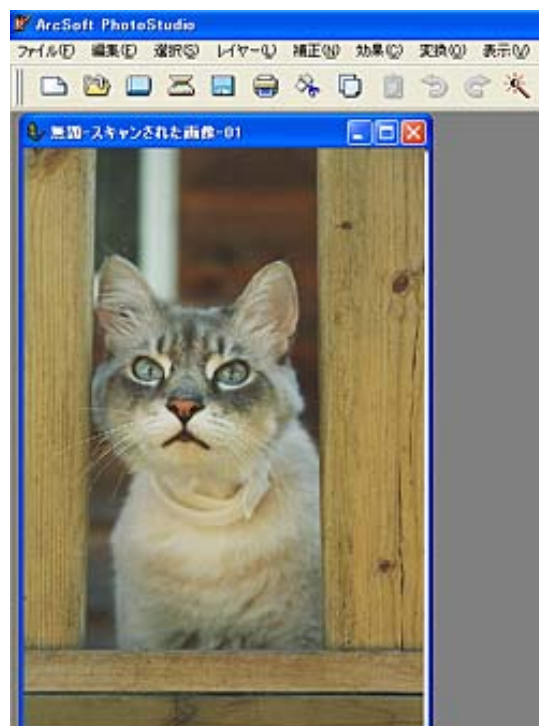 ArcSoft PhotoStudio
ファイル(F) 編集(E) 選択(S) レイヤー(L) 補正(N) 効果(C) 変換(O) 表示(V)
無題-スキャンされた画像-01